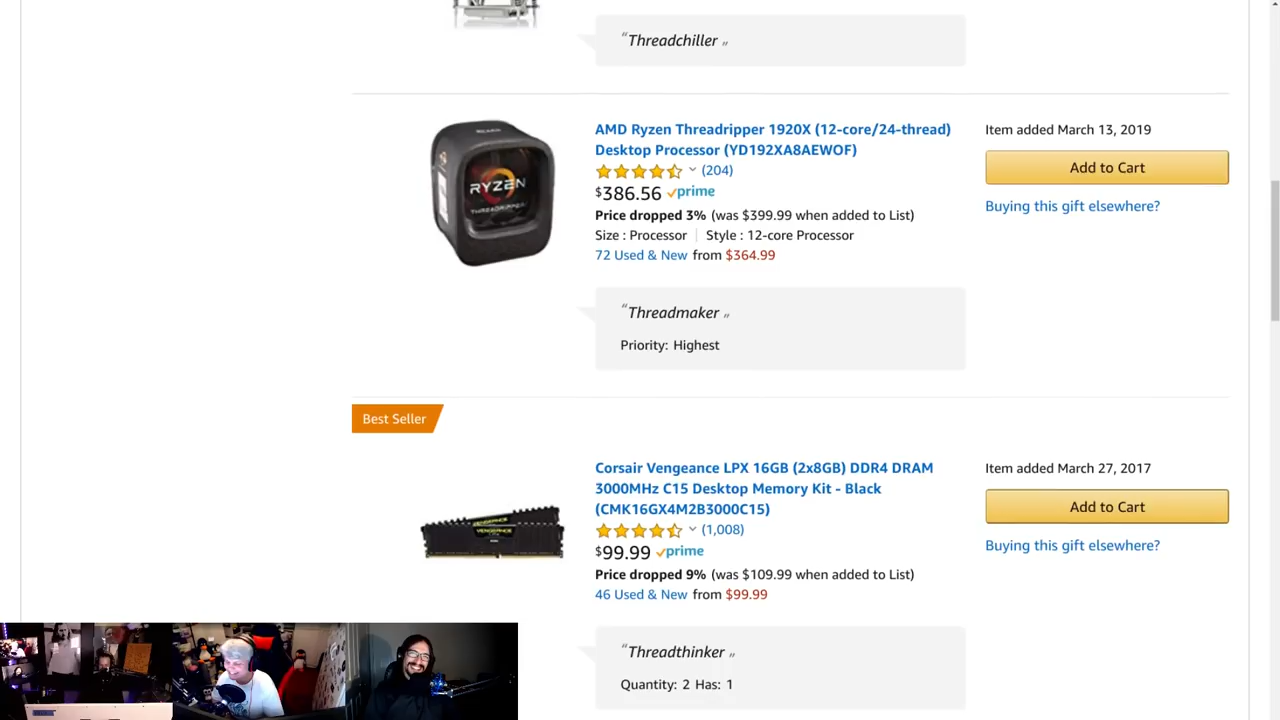 “Threadchiller”
AMD Ryzen Threadripper 1920X (12-core/24-thread)
Desktop Processor (YD192XA8AEWOF)
(204)
$386.56 prime
Price dropped 3% (was $399.99 when added to List)
Size : Processor | Style : 12-core Processor
72 Used & New from $364.99
Item added March 13, 2019
Add to Cart
Buying this gift elsewhere?
RYZEN
THREADRIPPER
“Threadmaker”
Priority: Highest
Best Seller
Corsair Vengeance LPX 16GB (2x8GB) DDR4 DRAM
3000MHz C15 Desktop Memory Kit - Black
(CMK16GX4M2B3000C15)
(1,008)
$99.99 prime
Price dropped 9% (was $109.99 when added to List)
46 Used & New from $99.99
Item added March 27, 2017
Add to Cart
Buying this gift elsewhere?
VENGEANCE
VENGEANCE
“Threadthinker”
Quantity: 2 Has: 1